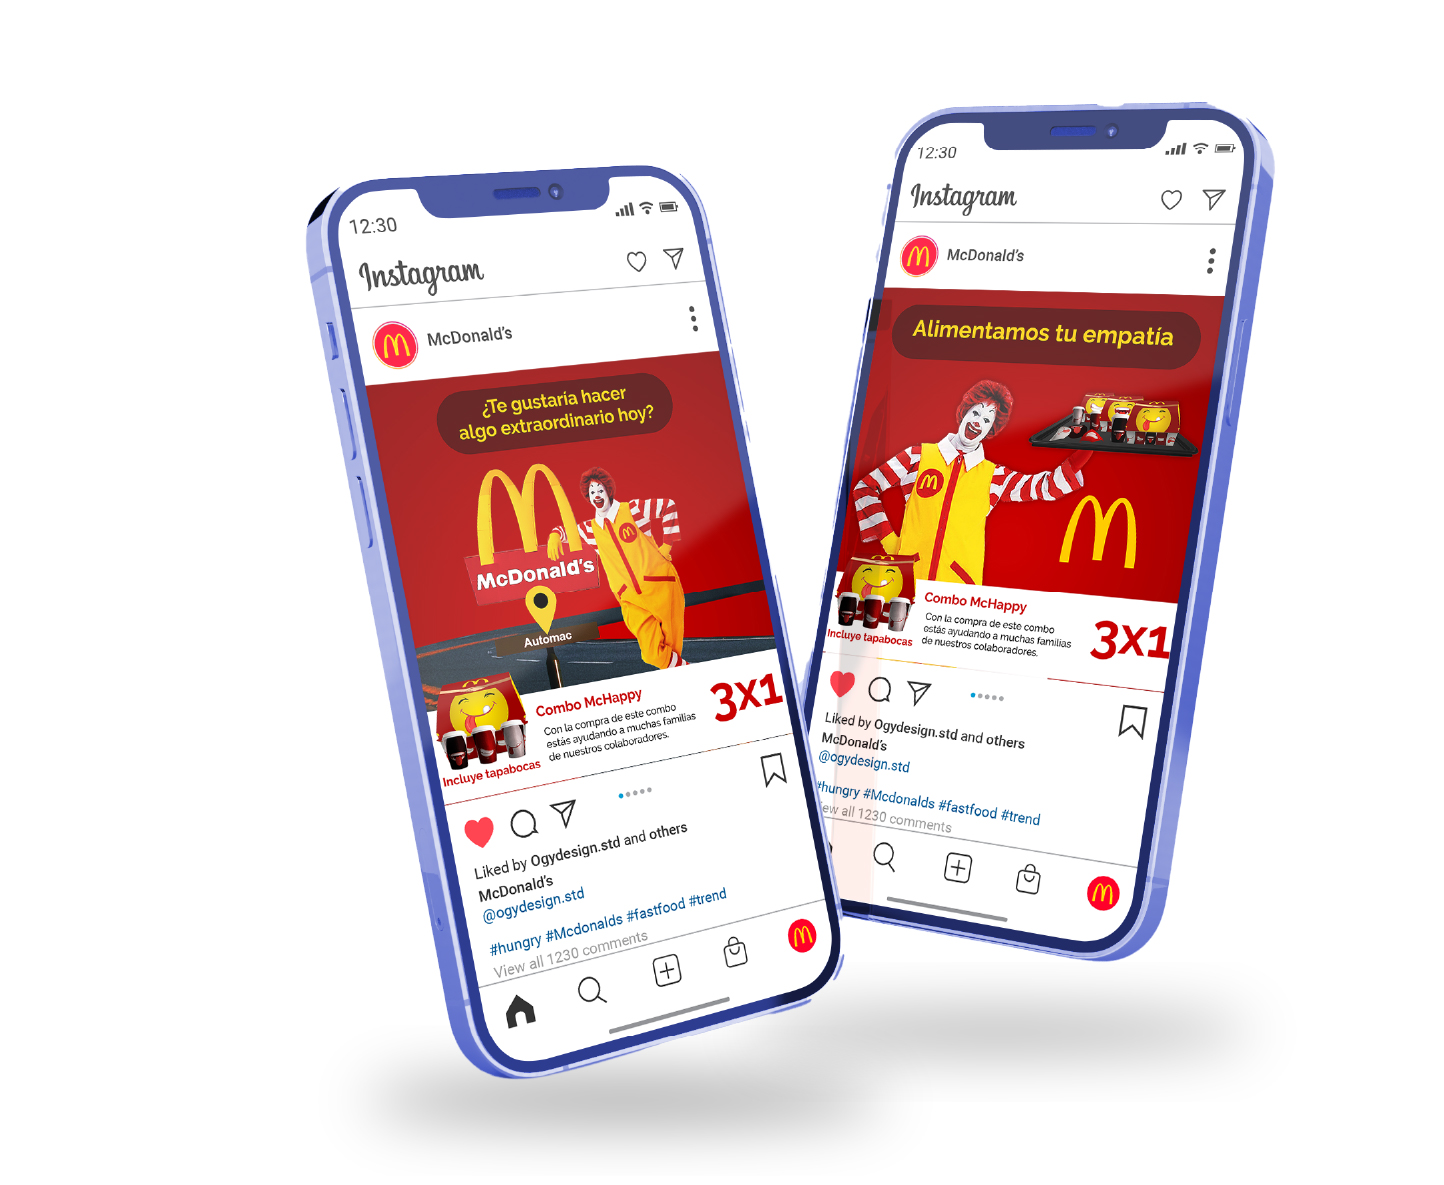 12:30
Instagram
McDonald's
¿Te gustaría hacer
algo extraordinario hoy?
McDonald's
Automac
Combo McHappy
Con la compra de este combo
estás ayudando a muchas familias
de nuestros colaboradores.
3X1
Incluye tapabocas
Liked by Ogydesign.std and others
McDonald's
@ogydesign.std
#hungry #Mcdonalds #fastfood #trend
View all 1230 comments
12:30
Instagram
McDonald's
Alimentamos tu empatía
Combo McHappy
Con la compra de este combo
estás ayudando a muchas familias
de nuestros colaboradores.
3X1
Incluye tapabocas
Liked by Ogydesign.std and others
McDonald's
@ogydesign.std
#hungry #Mcdonalds #fastfood #trend
iew all 1230 comments